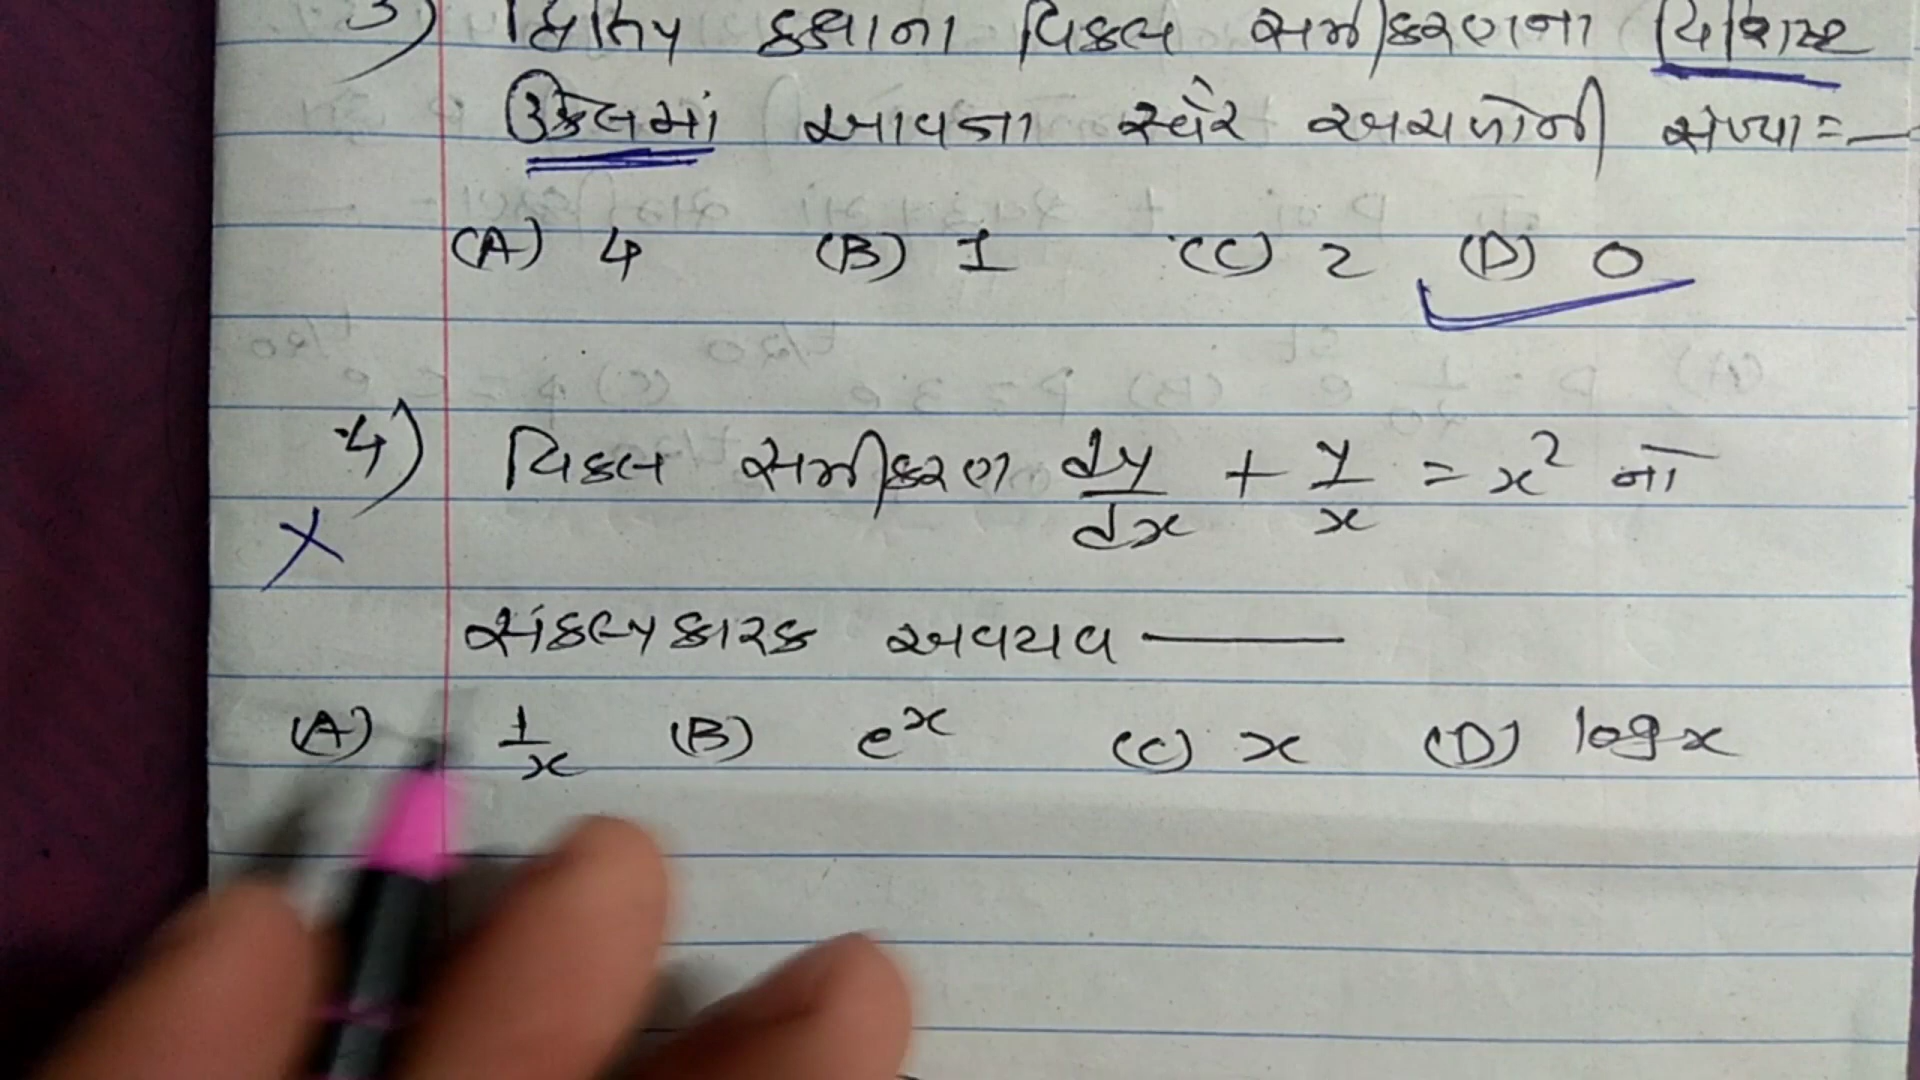 3) દ્વિતિય કક્ષાના વિકલ સમીકરણના વિશિષ્ટ
ઉકેલમાં આવતા સ્વૈર અચળોની સંખ્યા = —
(A) 4 (B) 1 (C) 2 (D) 0
4) વિકલ સમીકરણ dy/dx + y/x = x² નો
સંકલ્યકારક અવયવ ———
(A) 1/x (B) eˣ (C) x (D) log x